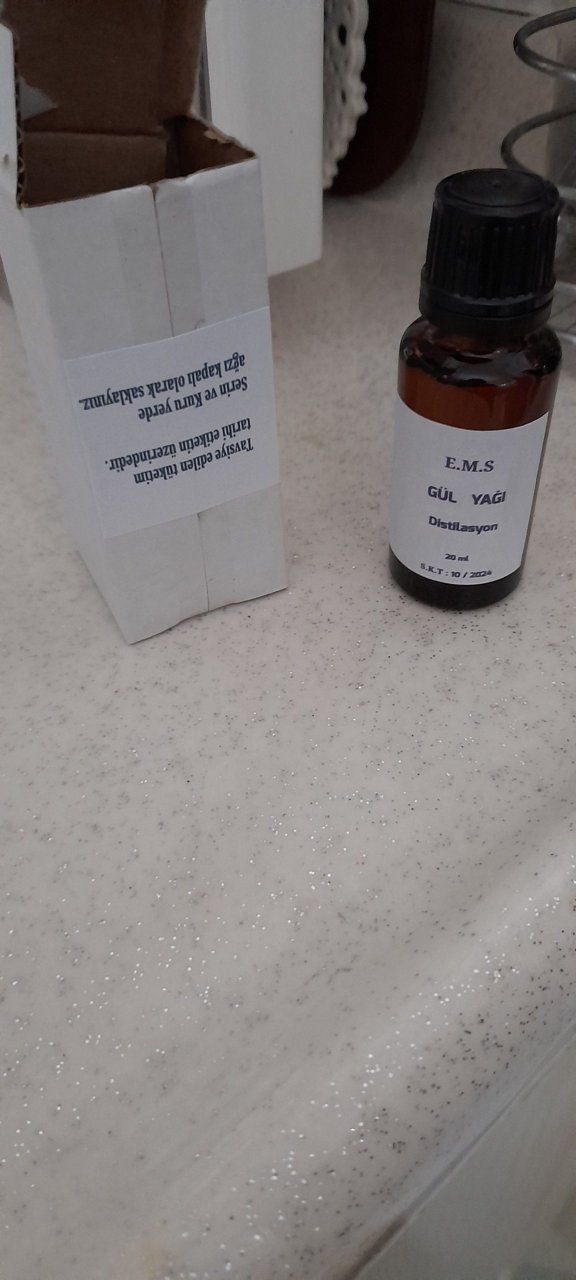 Tavsiye edilen tüketim
tarihi etiketin üzerindedir.
Serin ve Kuru yerde
ağzı kapalı olarak saklayınız.
E.M.S
GÜL YAĞI
Distilasyon
20 ml
S.K.T : 10 / 2024